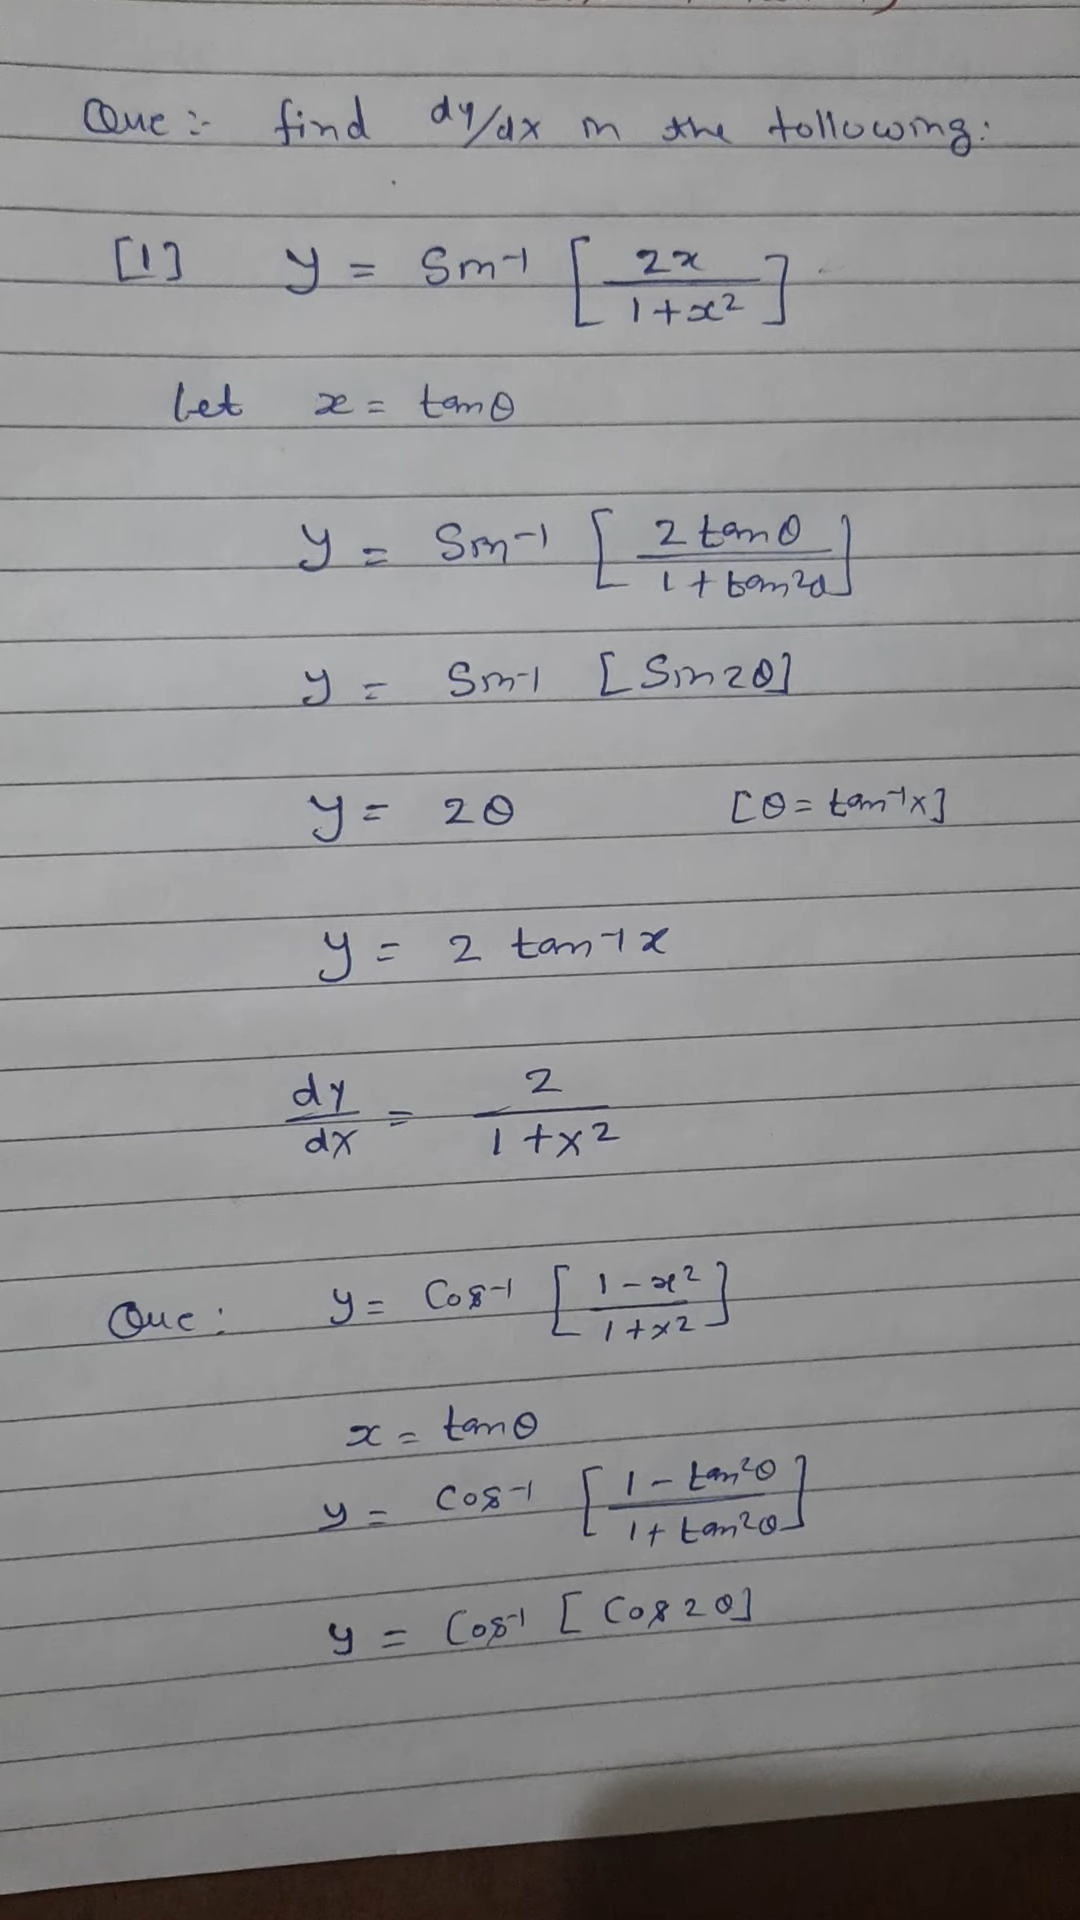 Que :- find dy/dx in the following:
[1] y = Sin-1 [ 2x / 1+x2 ]
Let x = tanθ
y = Sin-1 [ 2 tanθ / 1 + tan2θ ]
y = Sin-1 [ Sin2θ ]
y = 2θ [θ = tan-1x]
y = 2 tan-1x
dy/dx = 2 / 1+x2
Que : y = Cos-1 [ 1-x2 / 1+x2 ]
x = tanθ
y = Cos-1 [ 1 - tan2θ / 1+ tan2θ ]
y = Cos-1 [ Cos 2θ ]